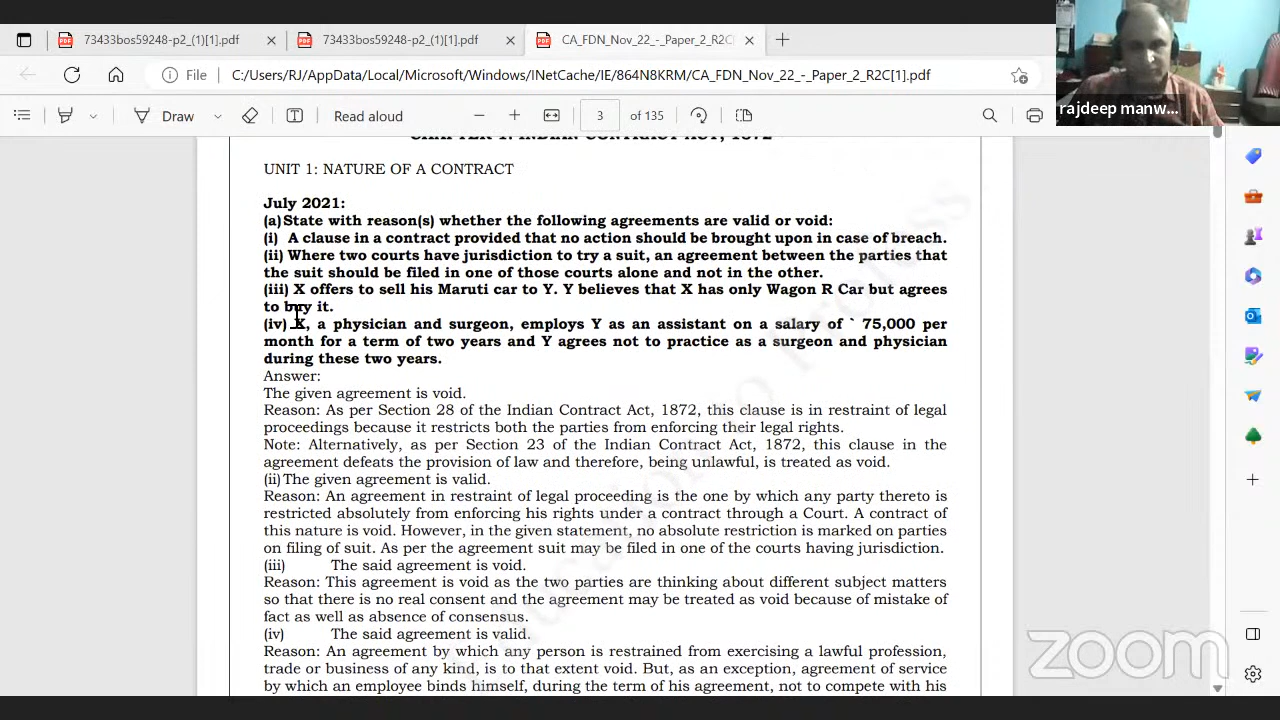 73433bos59248-p2_(1)[1].pdf
73433bos59248-p2_(1)[1].pdf
CA_FDN_Nov_22_-_Paper_2_R2C
File
C:/Users/RJ/AppData/Local/Microsoft/Windows/INetCache/IE/864N8KRM/CA_FDN_Nov_22_-_Paper_2_R2C[1].pdf
Draw
Read aloud
3 of 135
rajdeep manw...
CHAPTER 1: INDIAN CONTRACT ACT, 1872
UNIT 1: NATURE OF A CONTRACT
July 2021:
(a)State with reason(s) whether the following agreements are valid or void:
(i) A clause in a contract provided that no action should be brought upon in case of breach.
(ii) Where two courts have jurisdiction to try a suit, an agreement between the parties that
the suit should be filed in one of those courts alone and not in the other.
(iii) X offers to sell his Maruti car to Y. Y believes that X has only Wagon R Car but agrees
to buy it.
(iv) X, a physician and surgeon, employs Y as an assistant on a salary of ` 75,000 per
month for a term of two years and Y agrees not to practice as a surgeon and physician
during these two years.
Answer:
The given agreement is void.
Reason: As per Section 28 of the Indian Contract Act, 1872, this clause is in restraint of legal
proceedings because it restricts both the parties from enforcing their legal rights.
Note: Alternatively, as per Section 23 of the Indian Contract Act, 1872, this clause in the
agreement defeats the provision of law and therefore, being unlawful, is treated as void.
(ii) The given agreement is valid.
Reason: An agreement in restraint of legal proceeding is the one by which any party thereto is
restricted absolutely from enforcing his rights under a contract through a Court. A contract of
this nature is void. However, in the given statement, no absolute restriction is marked on parties
on filing of suit. As per the agreement suit may be filed in one of the courts having jurisdiction.
(iii) The said agreement is void.
Reason: This agreement is void as the two parties are thinking about different subject matters
so that there is no real consent and the agreement may be treated as void because of mistake of
fact as well as absence of consensus.
(iv) The said agreement is valid.
Reason: An agreement by which any person is restrained from exercising a lawful profession,
trade or business of any kind, is to that extent void. But, as an exception, agreement of service
by which an employee binds himself, during the term of his agreement, not to compete with his
zoom